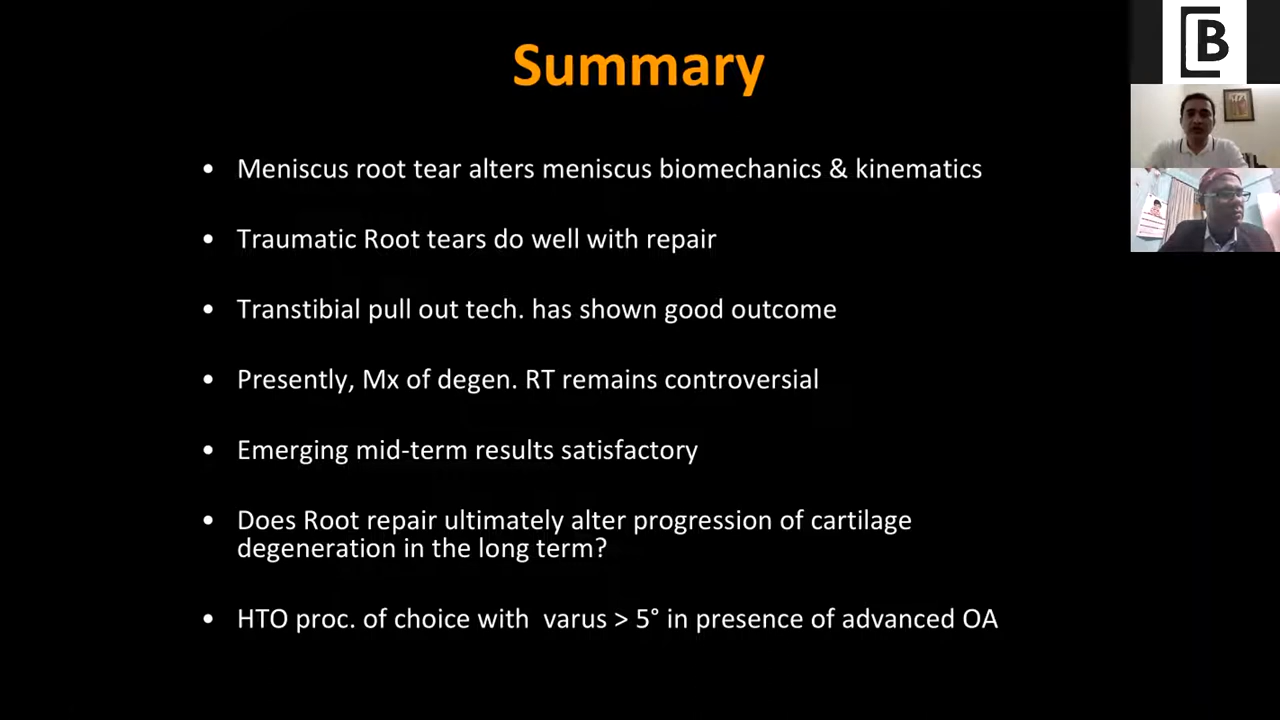 Summary
B
• Meniscus root tear alters meniscus biomechanics & kinematics
• Traumatic Root tears do well with repair
• Transtibial pull out tech. has shown good outcome
• Presently, Mx of degen. RT remains controversial
• Emerging mid-term results satisfactory
• Does Root repair ultimately alter progression of cartilage
degeneration in the long term?
• HTO proc. of choice with  varus > 5° in presence of advanced OA